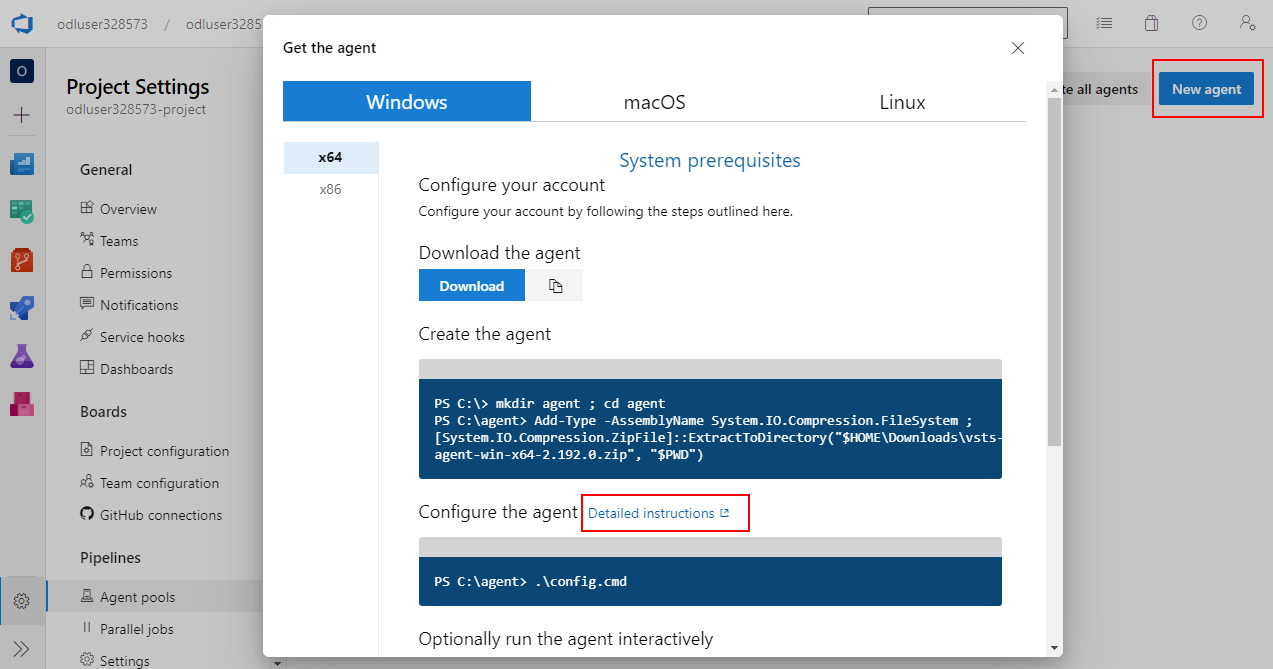 odluser328573 / odluser3285
Get the agent
Project Settings
odluser328573-project
te all agents
New agent
General
Overview
Teams
Permissions
Notifications
Service hooks
Dashboards
Boards
Project configuration
Team configuration
GitHub connections
Pipelines
Agent pools
Parallel jobs
Settings
Windows
macOS
Linux
x64
x86
System prerequisites
Configure your account
Configure your account by following the steps outlined here.
Download the agent
Download
Create the agent
PS C:\> mkdir agent ; cd agent
PS C:\agent> Add-Type -AssemblyName System.IO.Compression.FileSystem ;
[System.IO.Compression.ZipFile]::ExtractToDirectory("$HOME\Downloads\vsts-
agent-win-x64-2.192.0.zip", "$PWD")
Configure the agent Detailed instructions
PS C:\agent> .\config.cmd
Optionally run the agent interactively
O